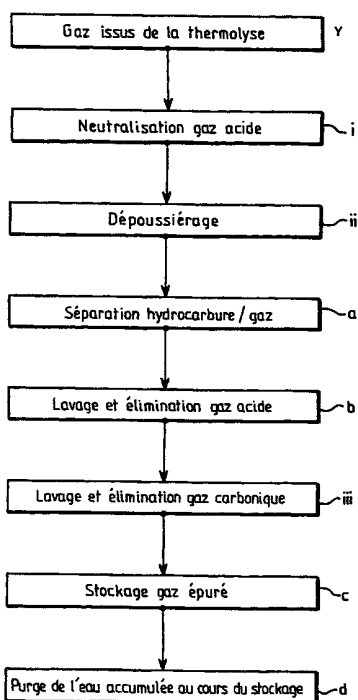 Gaz issus de la thermolyse Y
Neutralisation gaz acide i
Dépoussiérage ii
Séparation hydrocarbure / gaz a
Lavage et élimination gaz acide b
Lavage et élimination gaz carbonique iii
Stockage gaz épuré c
Purge de l'eau accumulée au cours du stockage d